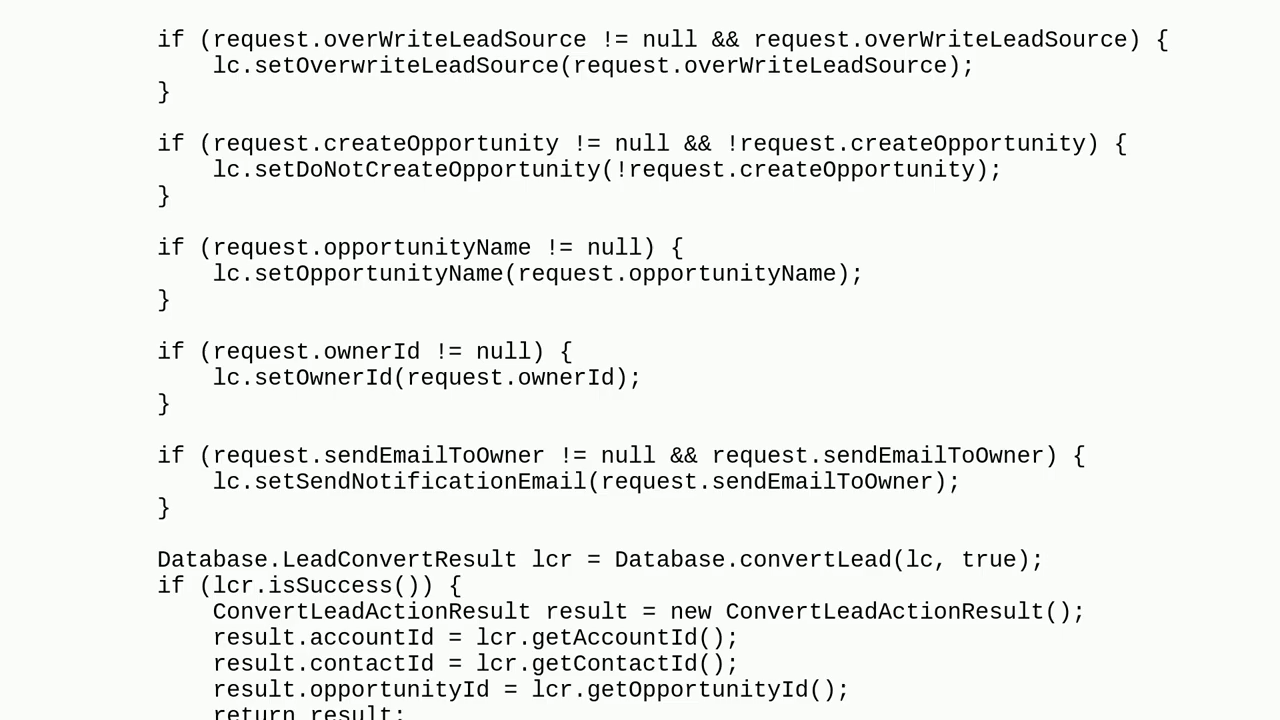 if (request.overWriteLeadSource != null && request.overWriteLeadSource) {
lc.setOverwriteLeadSource(request.overWriteLeadSource);
}
if (request.createOpportunity != null && !request.createOpportunity) {
lc.setDoNotCreateOpportunity(!request.createOpportunity);
}
if (request.opportunityName != null) {
lc.setOpportunityName(request.opportunityName);
}
if (request.ownerId != null) {
lc.setOwnerId(request.ownerId);
}
if (request.sendEmailToOwner != null && request.sendEmailToOwner) {
lc.setSendNotificationEmail(request.sendEmailToOwner);
}
Database.LeadConvertResult lcr = Database.convertLead(lc, true);
if (lcr.isSuccess()) {
ConvertLeadActionResult result = new ConvertLeadActionResult();
result.accountId = lcr.getAccountId();
result.contactId = lcr.getContactId();
result.opportunityId = lcr.getOpportunityId();
return result;